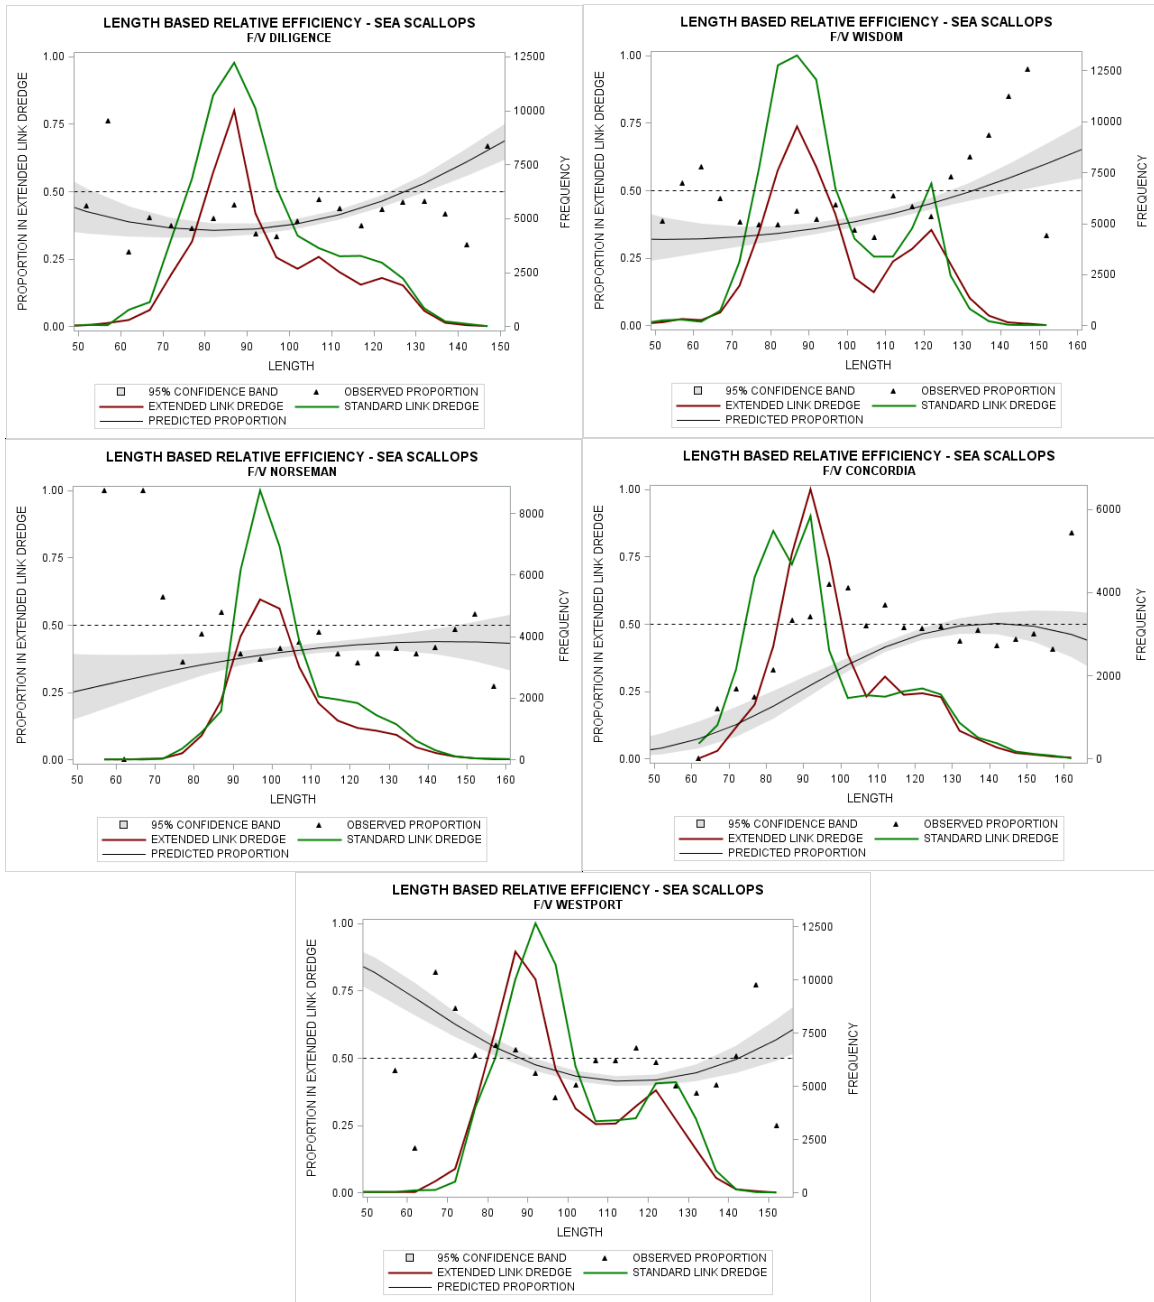 LENGTH BASED RELATIVE EFFICIENCY - SEA SCALLOPS
F/V DILIGENCE
PROPORTION IN EXTENDED LINK DREDGE
1.00
0.75
0.50
0.25
0.00
12500
10000
7500
5000
2500
0
FREQUENCY
50 60 70 80 90 100 110 120 130 140 150
LENGTH
95% CONFIDENCE BAND OBSERVED PROPORTION
EXTENDED LINK DREDGE STANDARD LINK DREDGE
PREDICTED PROPORTION
LENGTH BASED RELATIVE EFFICIENCY - SEA SCALLOPS
F/V WISDOM
PROPORTION IN EXTENDED LINK DREDGE
1.00
0.75
0.50
0.25
0.00
12500
10000
7500
5000
2500
0
FREQUENCY
50 60 70 80 90 100 110 120 130 140 150 160
LENGTH
95% CONFIDENCE BAND OBSERVED PROPORTION
EXTENDED LINK DREDGE STANDARD LINK DREDGE
PREDICTED PROPORTION
LENGTH BASED RELATIVE EFFICIENCY - SEA SCALLOPS
F/V NORSEMAN
PROPORTION IN EXTENDED LINK DREDGE
1.00
0.75
0.50
0.25
0.00
8000
6000
4000
2000
0
FREQUENCY
50 60 70 80 90 100 110 120 130 140 150 160
LENGTH
95% CONFIDENCE BAND OBSERVED PROPORTION
EXTENDED LINK DREDGE STANDARD LINK DREDGE
PREDICTED PROPORTION
LENGTH BASED RELATIVE EFFICIENCY - SEA SCALLOPS
F/V CONCORDIA
PROPORTION IN EXTENDED LINK DREDGE
1.00
0.75
0.50
0.25
0.00
6000
4000
2000
0
FREQUENCY
50 60 70 80 90 100 110 120 130 140 150 160
LENGTH
95% CONFIDENCE BAND OBSERVED PROPORTION
EXTENDED LINK DREDGE STANDARD LINK DREDGE
PREDICTED PROPORTION
LENGTH BASED RELATIVE EFFICIENCY - SEA SCALLOPS
F/V WESTPORT
PROPORTION IN EXTENDED LINK DREDGE
1.00
0.75
0.50
0.25
0.00
12500
10000
7500
5000
2500
0
FREQUENCY
50 60 70 80 90 100 110 120 130 140 150
LENGTH
95% CONFIDENCE BAND OBSERVED PROPORTION
EXTENDED LINK DREDGE STANDARD LINK DREDGE
PREDICTED PROPORTION